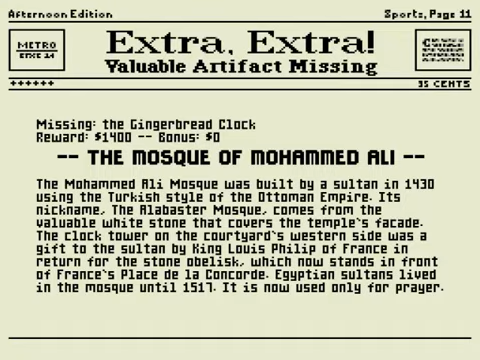 Afternoon Edition
Sports, Page 11
METRO
Extra, Extra!
Valuable Artifact Missing
++++++
35 CENTS
Missing: the Gingerbread Clock
Reward: $1400 -- Bonus: $0
-- THE MOSQUE OF MOHAMMED ALI --
The Mohammed Ali Mosque was built by a sultan in 1430
using the Turkish style of the Ottoman Empire. Its
nickname, The Alabaster Mosque, comes from the
valuable white stone that covers the temple's facade.
The clock tower on the courtyard's western side was a
gift to the sultan by King Louis Philip of France in
return for the stone obelisk, which now stands in front
of France's Place de la Concorde. Egyptian sultans lived
in the mosque until 1517. It is now used only for prayer.